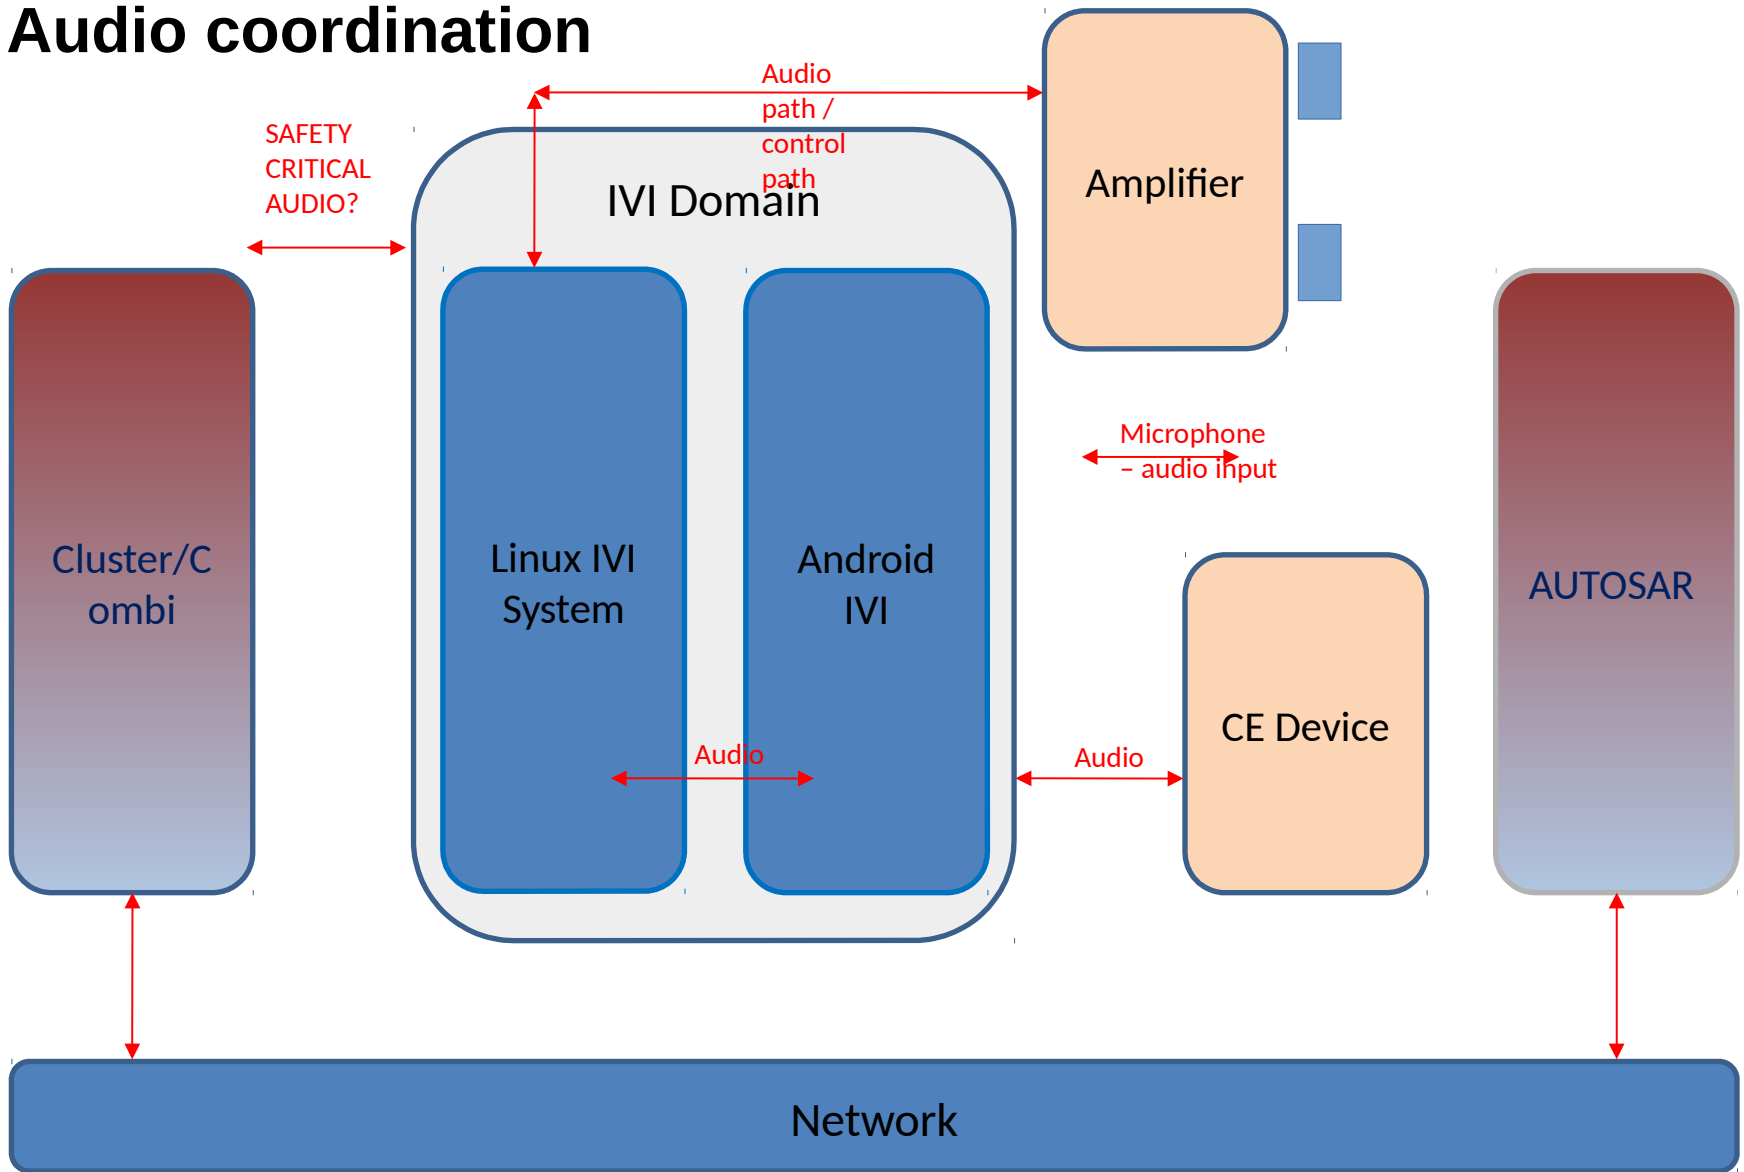 Audio coordination
Audio
path /
control
path
SAFETY
CRITICAL
AUDIO?
IVI Domain
Amplifier
Microphone
– audio input
Cluster/C
ombi
Linux IVI
System
Android
IVI
AUTOSAR
CE Device
Audio
Audio
Network